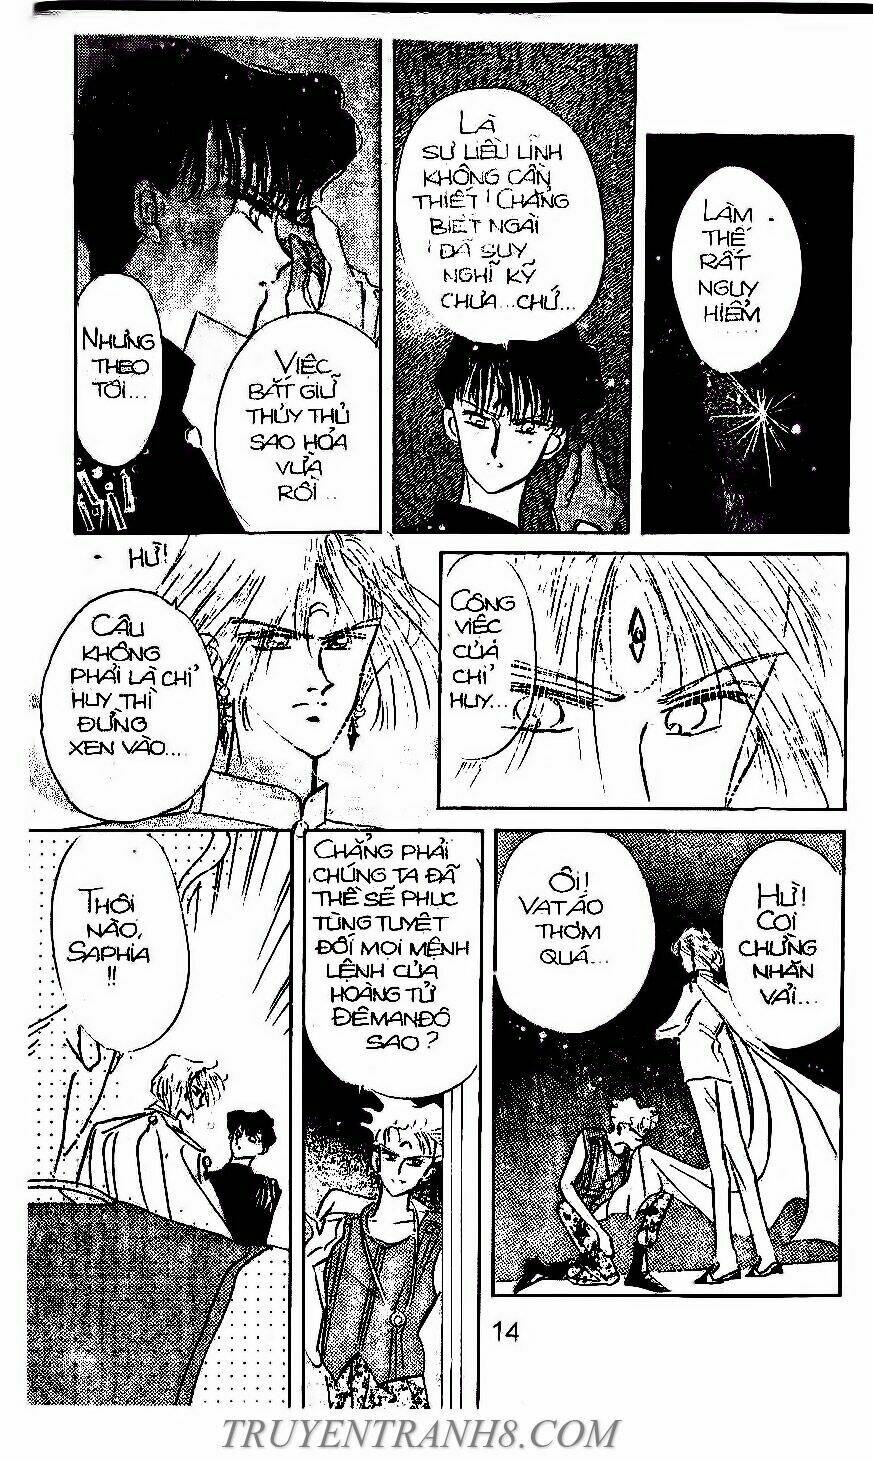 LÀM
THẾ
RẤT
NGUY
HIỂM
.....
LÀ
SƯ LIỀU LĨNH
KHÔNG CẦN
THIẾT! CHẲNG
BIẾT NGÀI
ĐÃ SUY
NGHĨ KỸ
CHƯA...CHỨ...
VIỆC
BẮT GIỮ
THỦY THỦ
SAO HỎA
VỪA
RỒI..
NHƯNG
THEO
TÔI...
CÔNG
VIỆC
CỦA
CHỈ
HUY...
HỪ!
CÂU
KHÔNG
PHẢI LÀ CHỈ
HUY THÌ
ĐỪNG
XEN VÀO....
HỪ!
COI
CHỪNG
NHĂN
VẢI...
ÔI!
VATÁO
THƠM
QUÁ...
CHẲNG PHẢI
CHÚNG TA ĐÃ
THỀ SẼ PHỤC
TÙNG TUYỆT
ĐỐI MỌI MỆNH
LỆNH CỦA
HOÀNG TỬ
ĐÊMANĐÔ
SAO?
THÔI
NÀO,
SAPHIA
!!
14
TRUYENTRANH8.COM